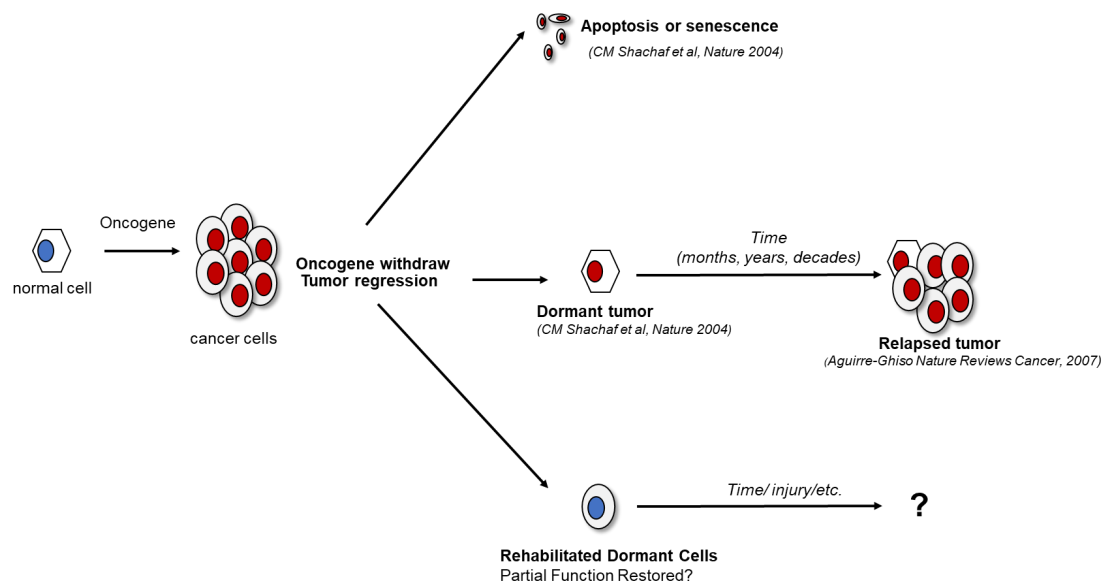 Apoptosis or senescence
(CM Shachaf et al, Nature 2004)
Oncogene
normal cell
cancer cells
Oncogene withdraw
Tumor regression
Dormant tumor
(CM Shachaf et al, Nature 2004)
Time
(months, years, decades)
Relapsed tumor
(Aguirre-Ghiso Nature Reviews Cancer, 2007)
Time/ injury/etc.
?
Rehabilitated Dormant Cells
Partial Function Restored?